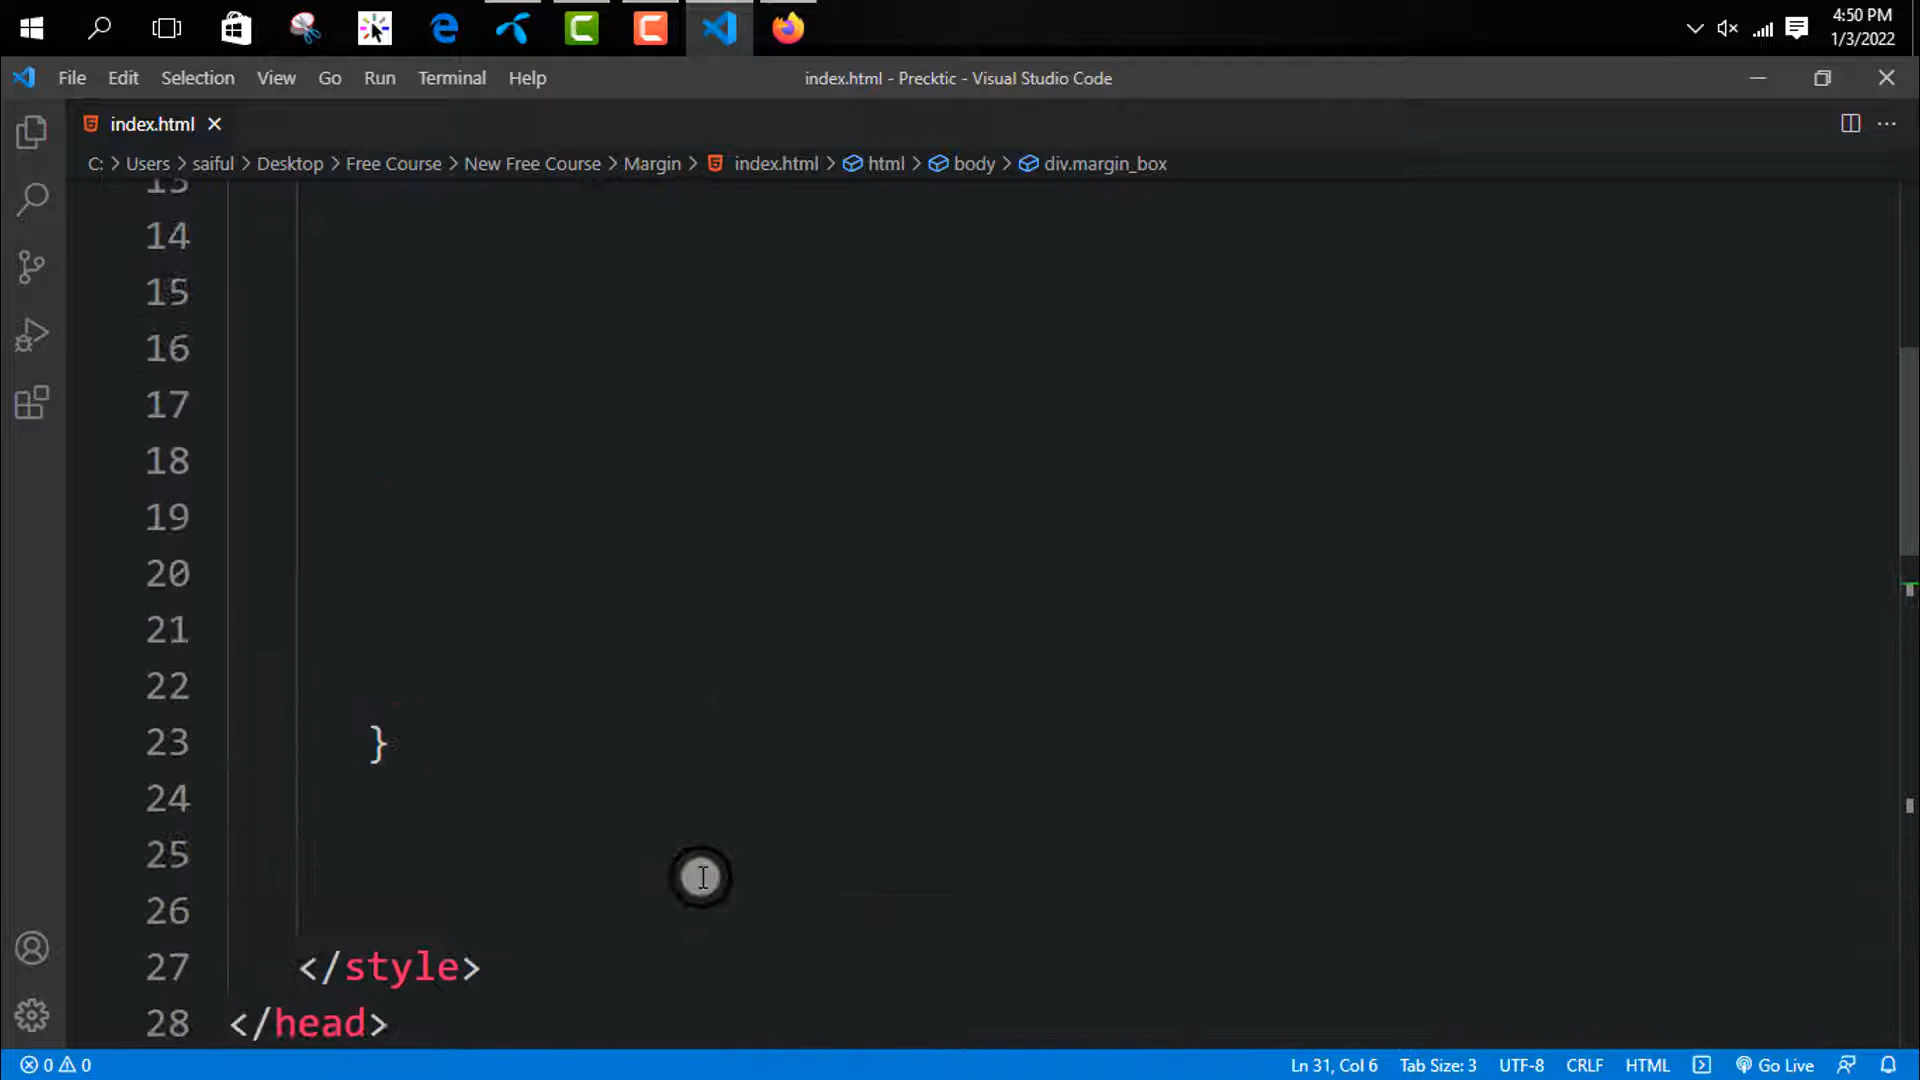 4:50 PM
1/3/2022
File Edit Selection View Go Run Terminal Help
index.html - Precktic - Visual Studio Code
index.html
C: > Users > saiful > Desktop > Free Course > New Free Course > Margin > index.html > html > body > div.margin_box
13
14
15
16
17
18
19
20
21
22
23 }
24
25
26
27 </style>
28 </head>
0 0 Ln 31, Col 6 Tab Size: 3 UTF-8 CRLF HTML Go Live